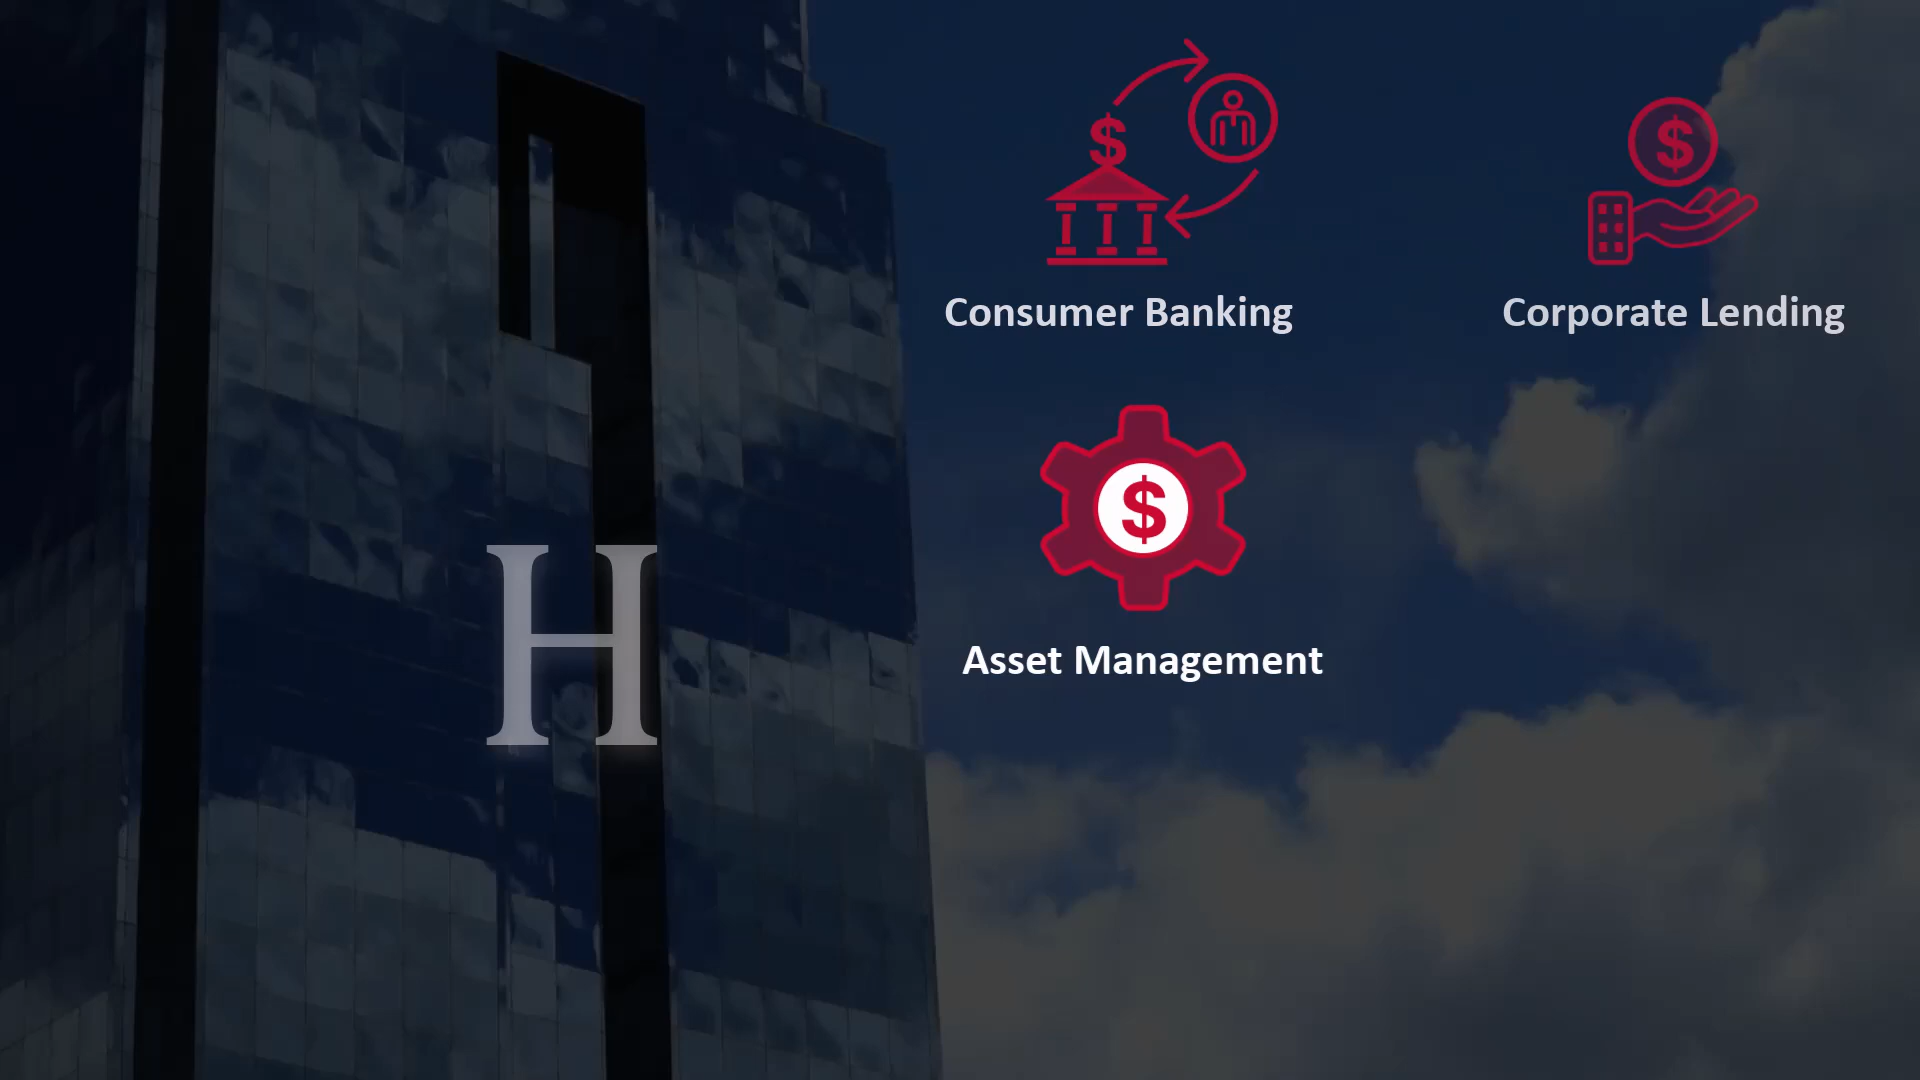 $
$
Consumer Banking
Corporate Lending
$
Asset Management
H